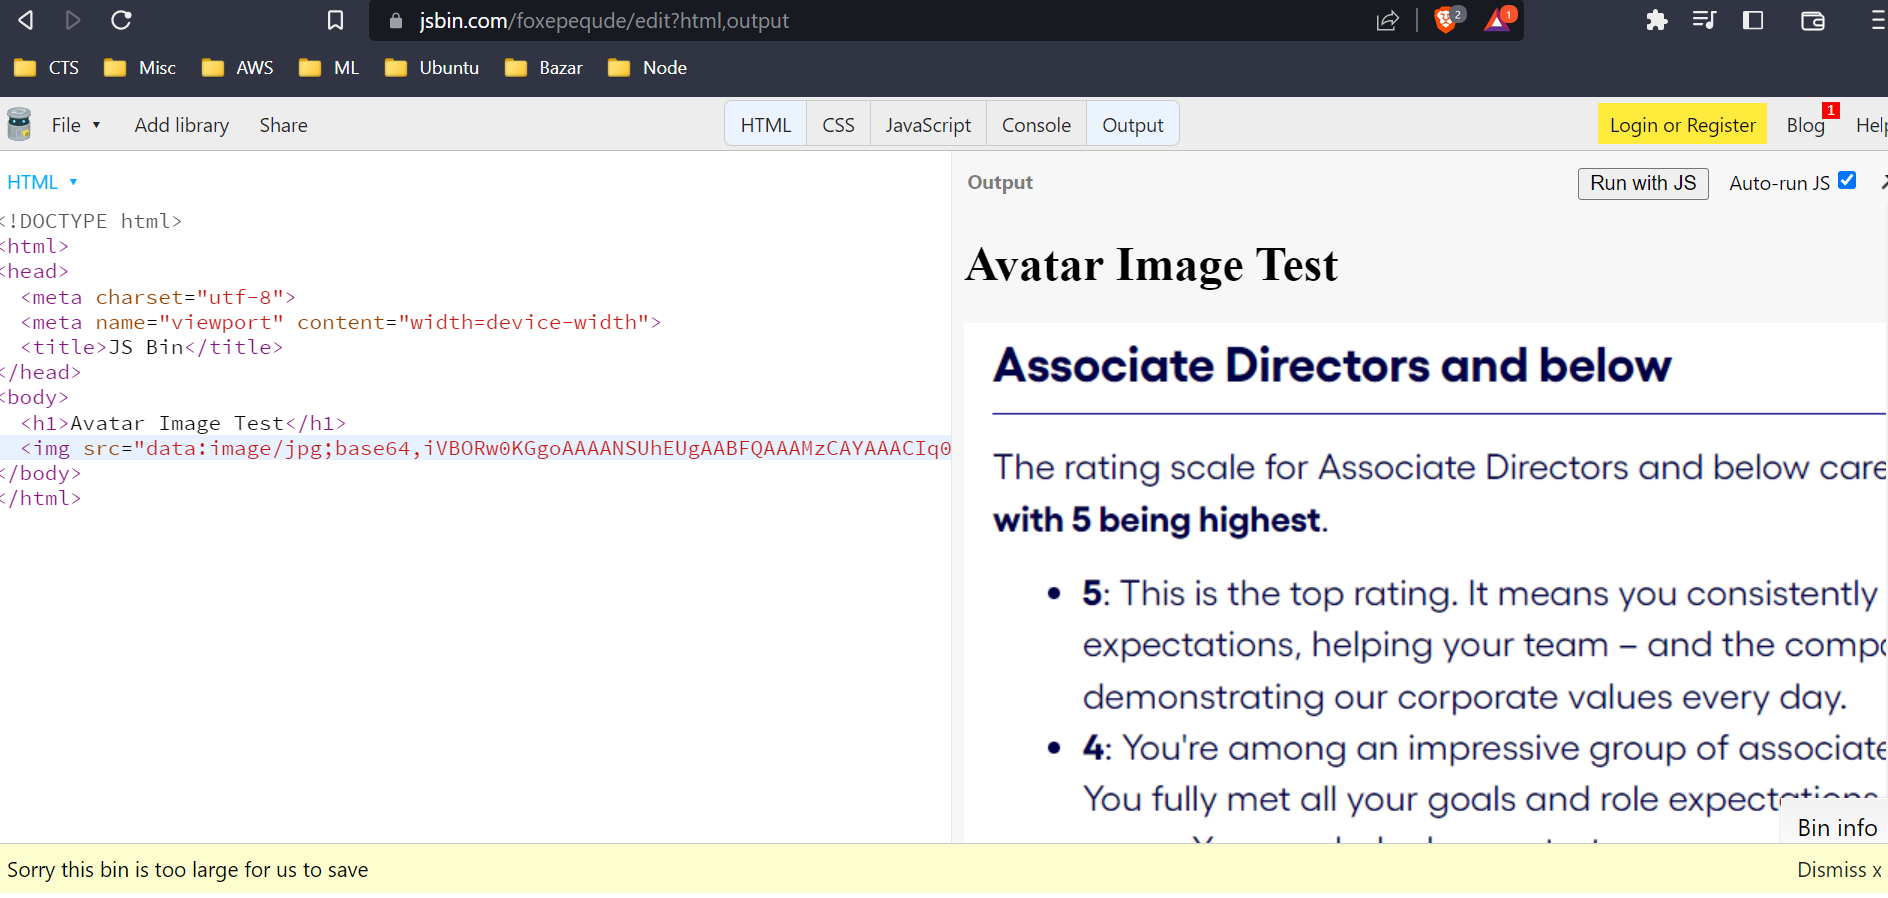 jsbin.com/foxepequde/edit?html,output
2
1
CTS Misc AWS ML Ubuntu Bazar Node
File Add library Share
HTML CSS JavaScript Console Output
Login or Register Blog 1
HTML
<!DOCTYPE html>
<html>
<head>
<meta charset="utf-8">
<meta name="viewport" content="width=device-width">
<title>JS Bin</title>
</head>
<body>
<h1>Avatar Image Test</h1>
<img src="data:image/jpg;base64,iVBORw0KGgoAAAANSUhEUgAABFQAAAMzCAYAAACIq0
</body>
</html>
Output
Run with JS Auto-run JS
Avatar Image Test
Associate Directors and below
The rating scale for Associate Directors and below care
with 5 being highest.
• 5: This is the top rating. It means you consistently
expectations, helping your team – and the compa
demonstrating our corporate values every day.
• 4: You're among an impressive group of associate
You fully met all your goals and role expectations
Bin info
Sorry this bin is too large for us to save
Dismiss x